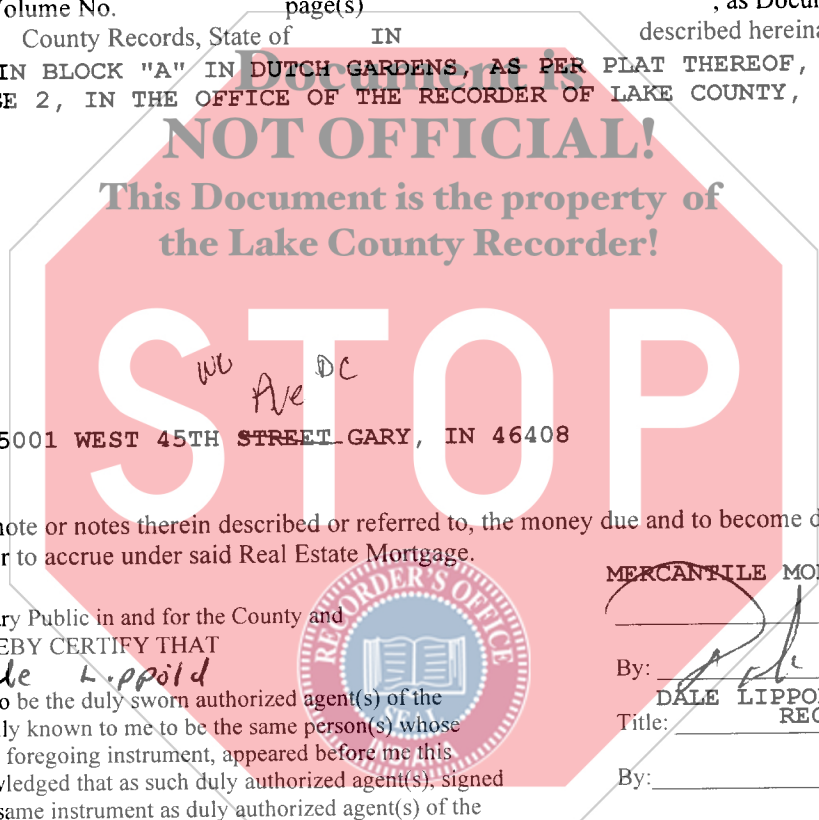 Volume No. page(s) , as Docu
County Records, State of IN described hereina
IN BLOCK "A" IN DUTCH GARDENS, AS PER PLAT THEREOF,
GE 2, IN THE OFFICE OF THE RECORDER OF LAKE COUNTY,
Document is
NOT OFFICIAL!
This Document is the property of
the Lake County Recorder!
STOP
Ave DC
5001 WEST 45TH STREET GARY, IN 46408
note or notes therein described or referred to, the money due and to become d
r to accrue under said Real Estate Mortgage.
MERCANTILE MO
ry Public in and for the County and
EBY CERTIFY THAT
le Lippold
By:
o be the duly sworn authorized agent(s) of the
DALE LIPPO
ly known to me to be the same person(s) whose
Title: REC
foregoing instrument, appeared before me this
vledged that as such duly authorized agent(s), signed
By:
same instrument as duly authorized agent(s) of the
RECORDER'S OFFICE
SEAL